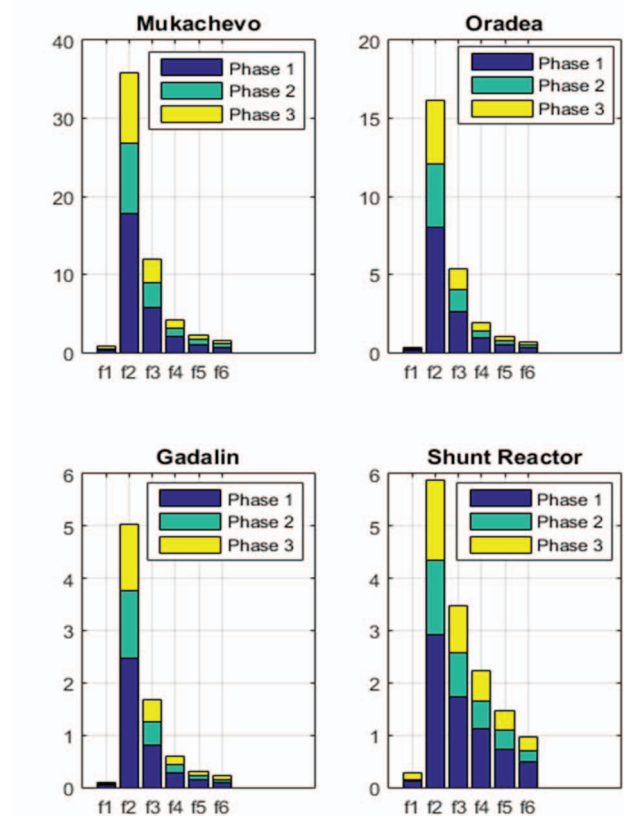 Mukachevo
40
30
20
10
0
Phase 1
Phase 2
Phase 3
f1 f2 f3 f4 f5 f6
Oradea
20
15
10
5
0
Phase 1
Phase 2
Phase 3
f1 f2 f3 f4 f5 f6
Gadalin
6
5
4
3
2
1
0
Phase 1
Phase 2
Phase 3
f1 f2 f3 f4 f5 f6
Shunt Reactor
6
5
4
3
2
1
0
Phase 1
Phase 2
Phase 3
f1 f2 f3 f4 f5 f6